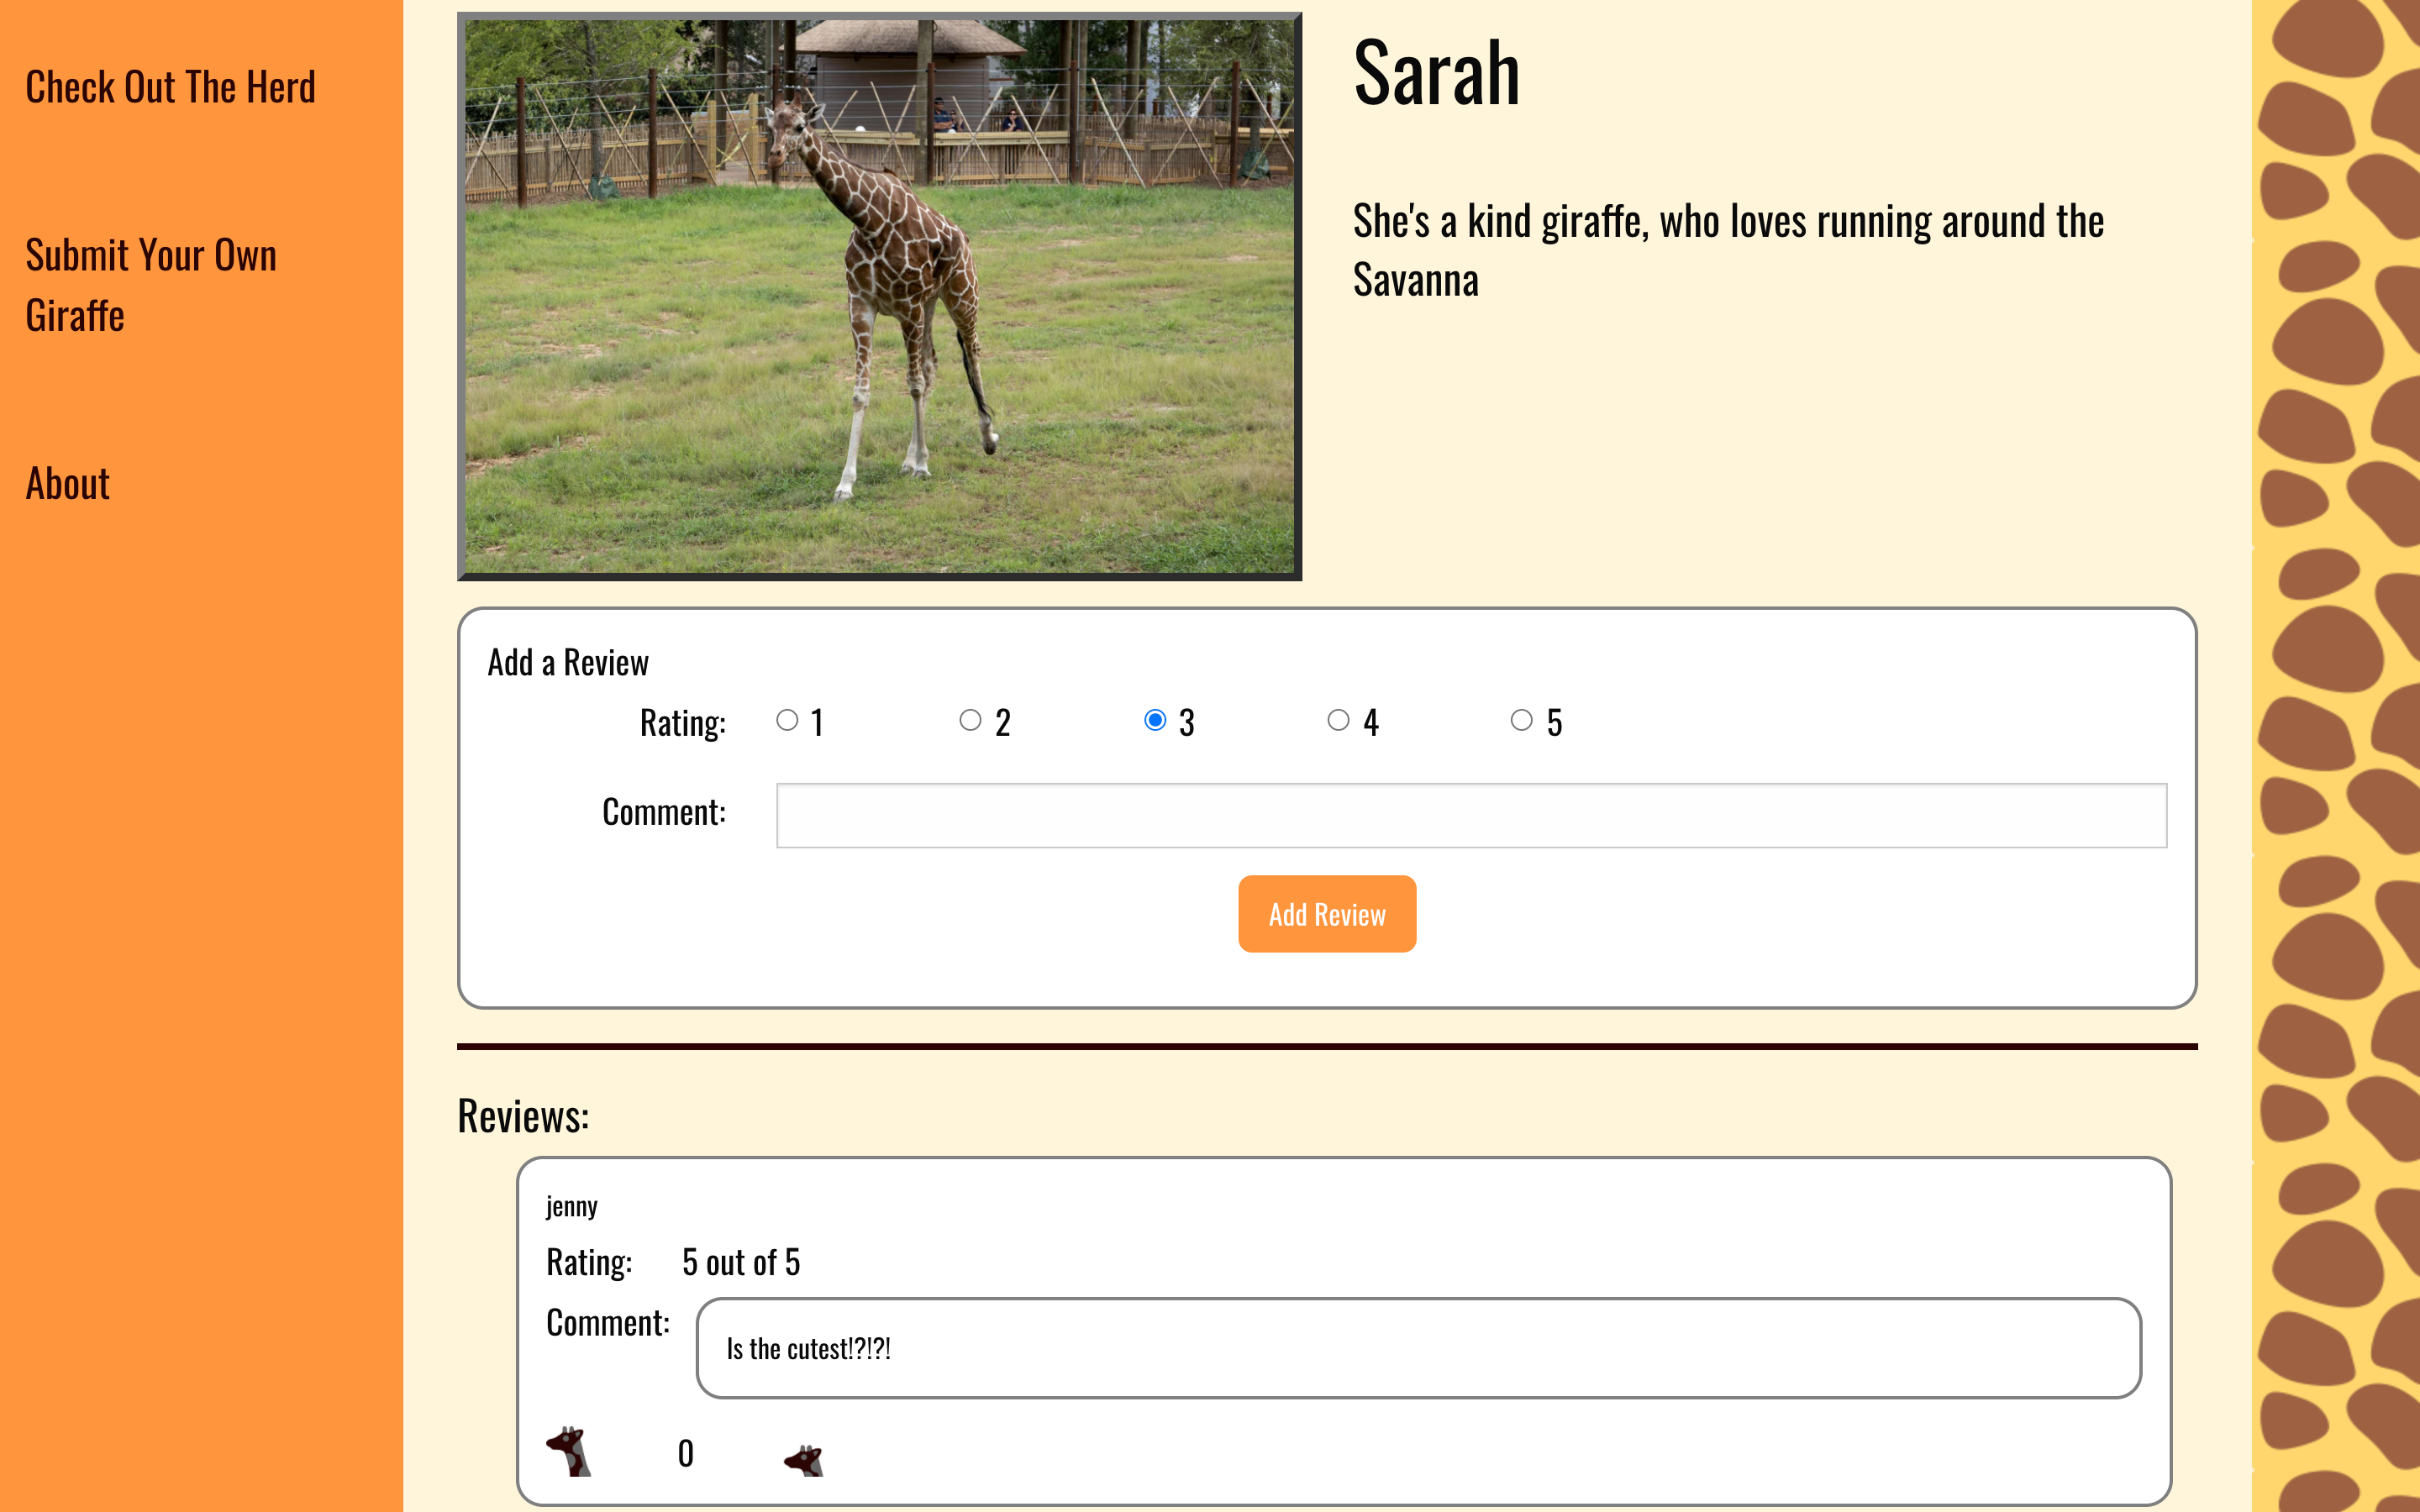 Check Out The Herd
Submit Your Own
Giraffe
About
Sarah
She's a kind giraffe, who loves running around the
Savanna
Add a Review
Rating: 1 2 3 4 5
Comment:
Add Review
Reviews:
jenny
Rating: 5 out of 5
Comment: Is the cutest!?!?!
0